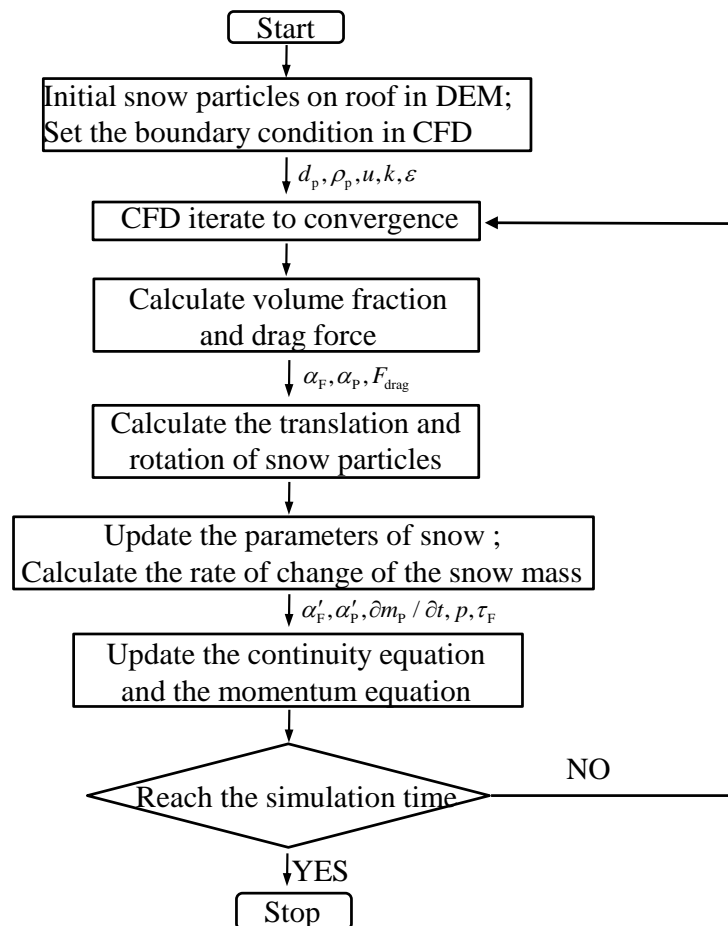 Start
Initial snow particles on roof in DEM;
Set the boundary condition in CFD
dₚ, ρₚ, u, k, ε
CFD iterate to convergence
Calculate volume fraction
and drag force
α_F, α_P, F_drag
Calculate the translation and
rotation of snow particles
Update the parameters of snow ;
Calculate the rate of change of the snow mass
α′_F, α′_P, ∂m_P / ∂t, p, τ_F
Update the continuity equation
and the momentum equation
Reach the simulation time
NO
YES
Stop